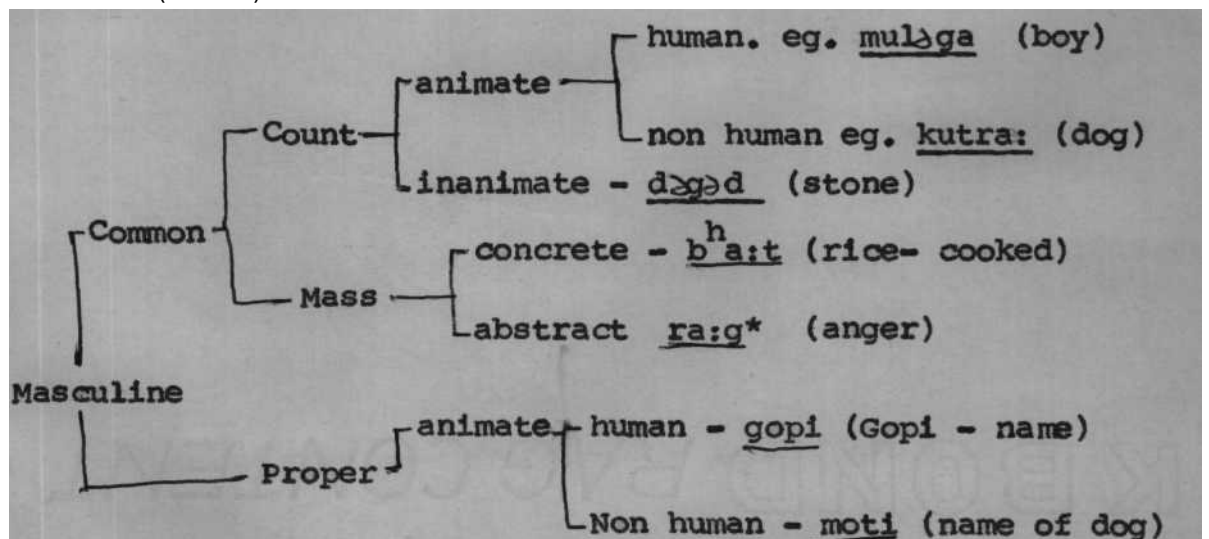 human. eg. muləga (boy)
animate
Count
non human eg. kutra: (dog)
inanimate - dəgəd (stone)
Common
concrete - bʰa:t (rice- cooked)
Mass
abstract ra:g* (anger)
Masculine
animate human - gopi (Gopi - name)
Proper
Non human - moti (name of dog)